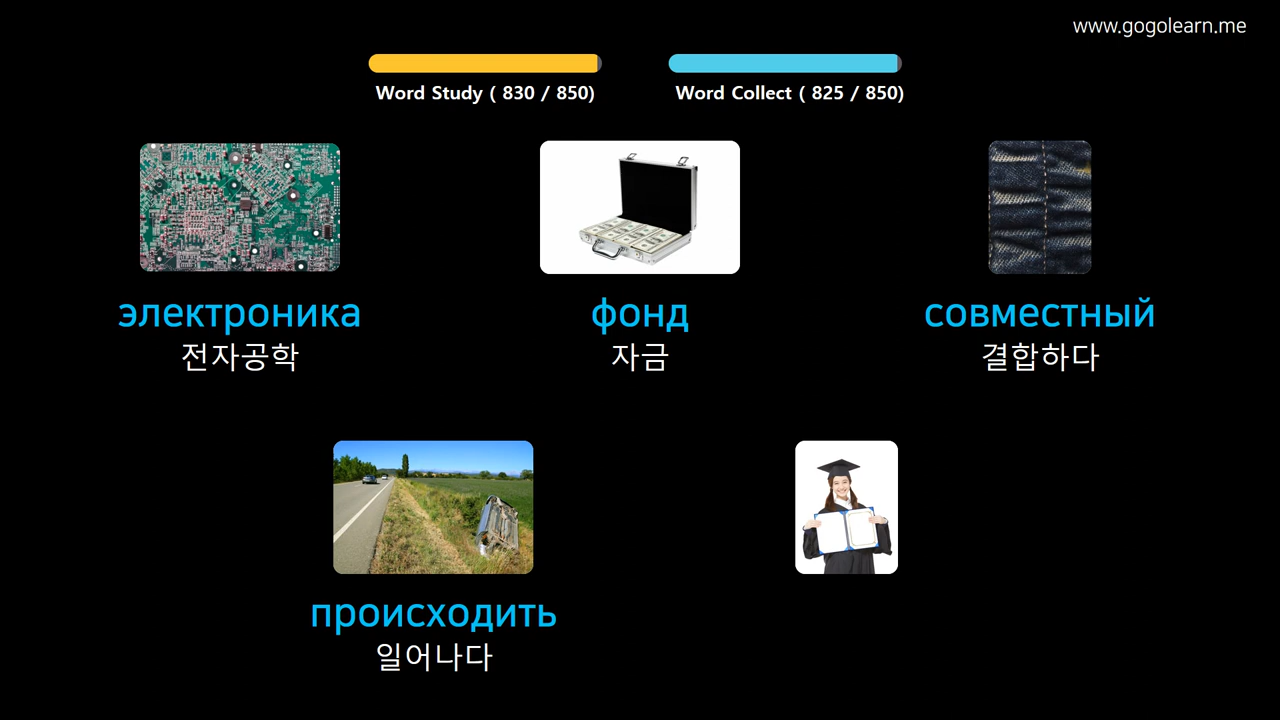 www.gogolearn.me
Word Study ( 830 / 850)
Word Collect ( 825 / 850)
электроника
전자공학
фонд
자금
совместный
결합하다
происходить
일어나다